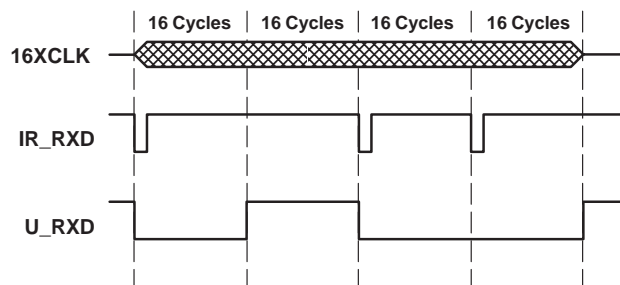 16 Cycles 16 Cycles 16 Cycles 16 Cycles
16XCLK
IR_RXD
U_RXD